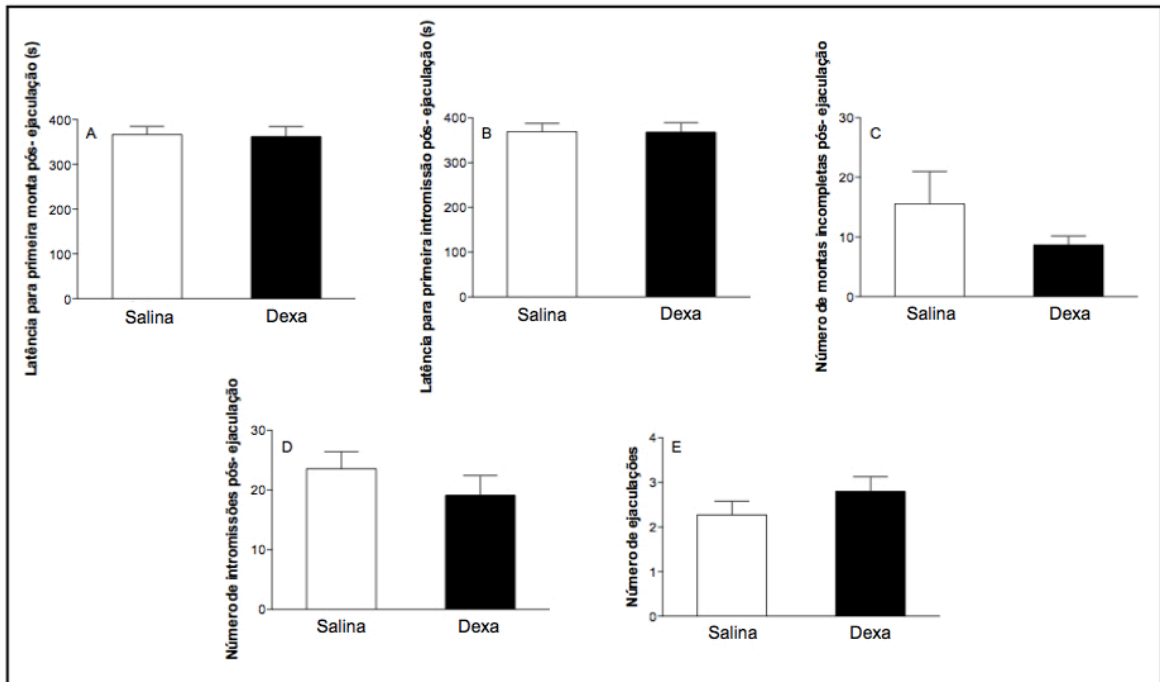 Latência para primeira monta pós- ejaculação (s)
A
400
300
200
100
0
Salina
Dexa
Latência para primeira intromissão pós- ejaculação (s)
B
400
300
200
100
0
Salina
Dexa
Número de montas incompletas pós- ejaculação
C
30
20
10
0
Salina
Dexa
Número de intromissões pós- ejaculação
D
30
20
10
0
Salina
Dexa
Número de ejaculações
E
4
3
2
1
0
Salina
Dexa